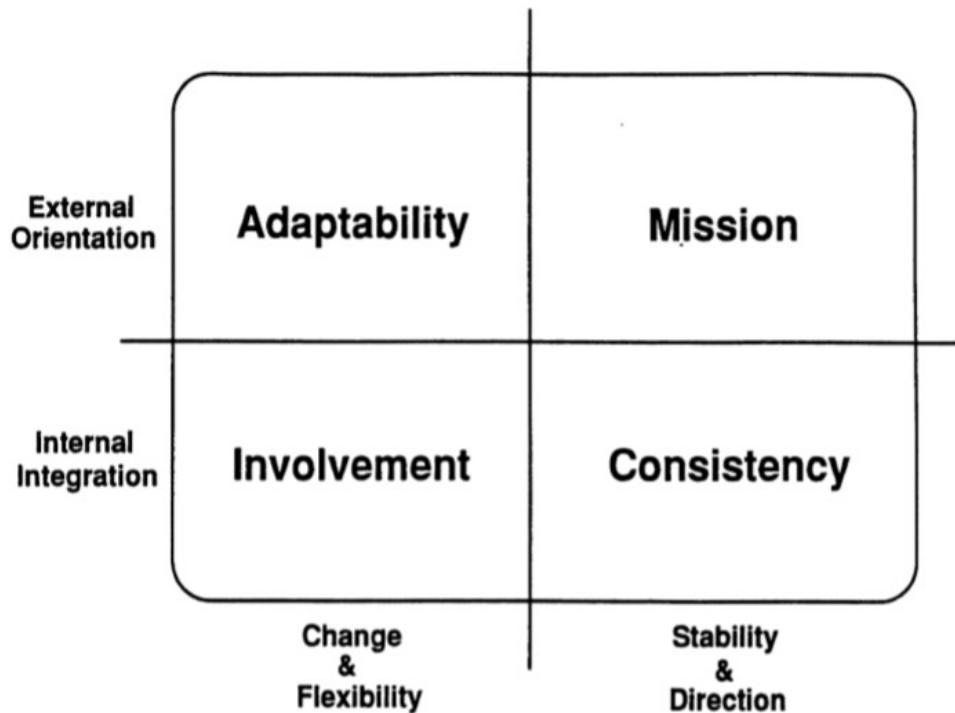 External
Orientation
Adaptability
Mission
Internal
Integration
Involvement
Consistency
Change
&
Flexibility
Stability
&
Direction